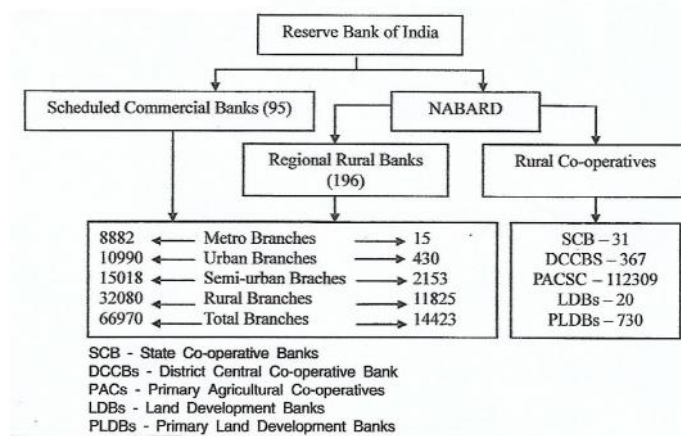 Reserve Bank of India
Scheduled Commercial Banks (95)
NABARD
Regional Rural Banks
(196)
Rural Co-operatives
8882 Metro Branches 15
10990 Urban Branches 430
15018 Semi-urban Braches 2153
32080 Rural Branches 11825
66970 Total Branches 14423
SCB – 31
DCCBS – 367
PACSC – 112309
LDBs – 20
PLDBs – 730
SCB - State Co-operative Banks
DCCBs - District Central Co-operative Bank
PACs - Primary Agricultural Co-operatives
LDBs - Land Development Banks
PLDBs - Primary Land Development Banks